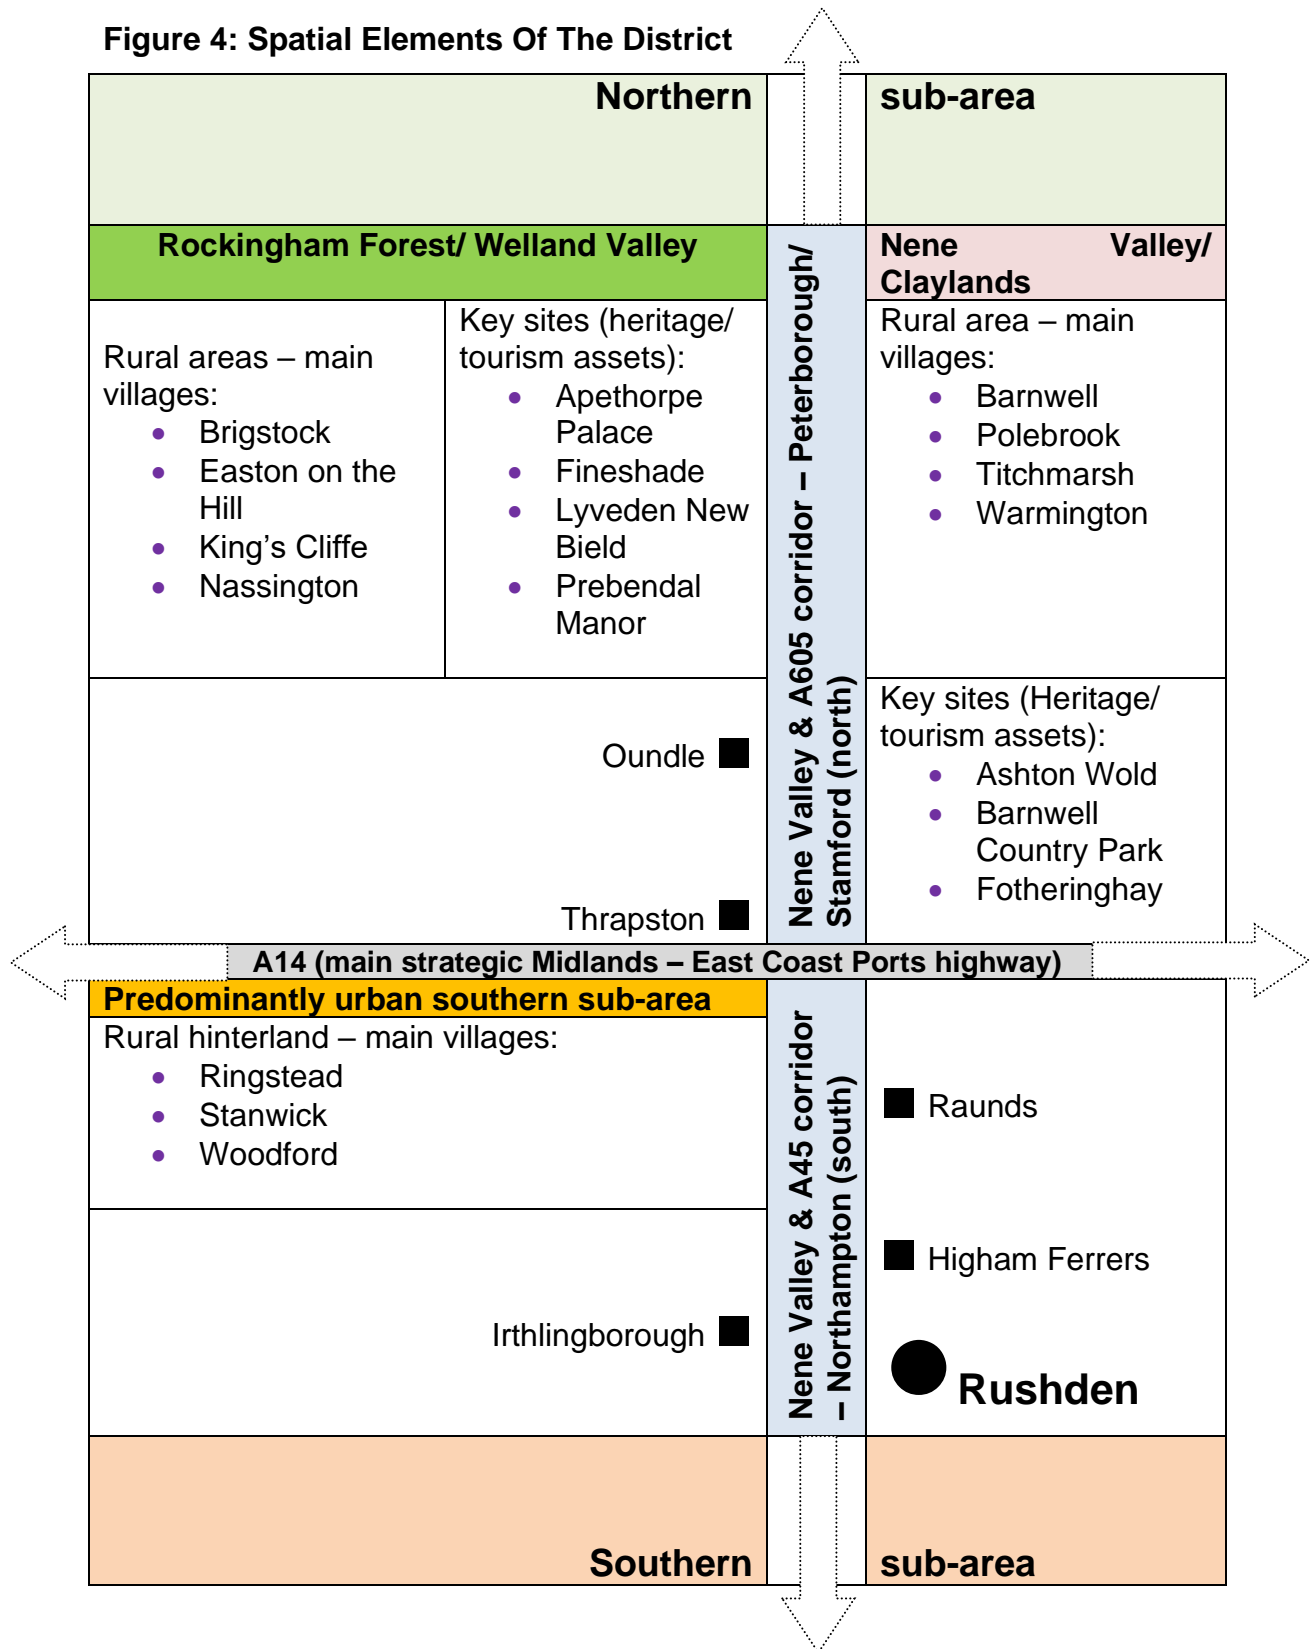 Figure 4: Spatial Elements Of The District
Northern sub-area
Rockingham Forest/ Welland Valley
Rural areas – main
villages:
• Brigstock
• Easton on the
Hill
• King’s Cliffe
• Nassington
Key sites (heritage/
tourism assets):
• Apethorpe
Palace
• Fineshade
• Lyveden New
Bield
• Prebendal
Manor
Nene Valley & A605 corridor – Peterborough/
Stamford (north)
Nene Valley/
Claylands
Rural area – main
villages:
• Barnwell
• Polebrook
• Titchmarsh
• Warmington
Oundle
Thrapston
Key sites (Heritage/
tourism assets):
• Ashton Wold
• Barnwell
Country Park
• Fotheringhay
A14 (main strategic Midlands – East Coast Ports highway)
Predominantly urban southern sub-area
Rural hinterland – main villages:
• Ringstead
• Stanwick
• Woodford
Irthlingborough
Nene Valley & A45 corridor
– Northampton (south)
Raunds
Higham Ferrers
Rushden
Southern sub-area